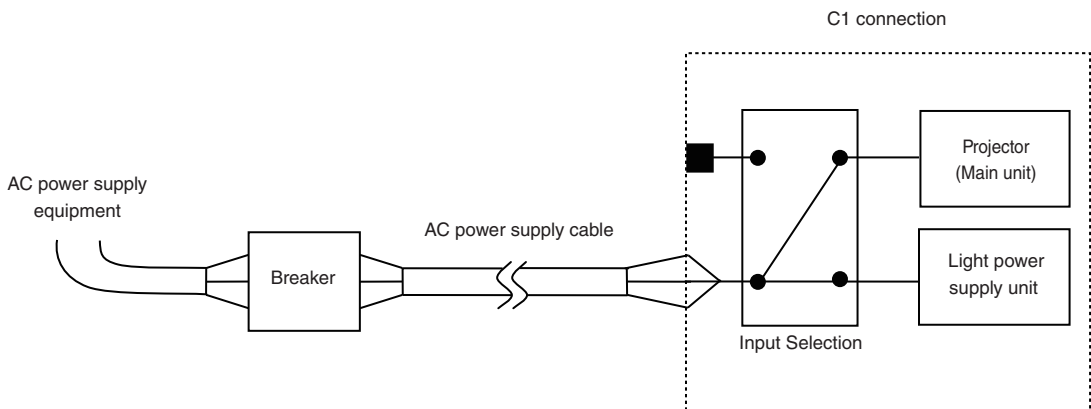 C1 connection
AC power supply
equipment
Breaker
AC power supply cable
Input Selection
Projector
(Main unit)
Light power
supply unit